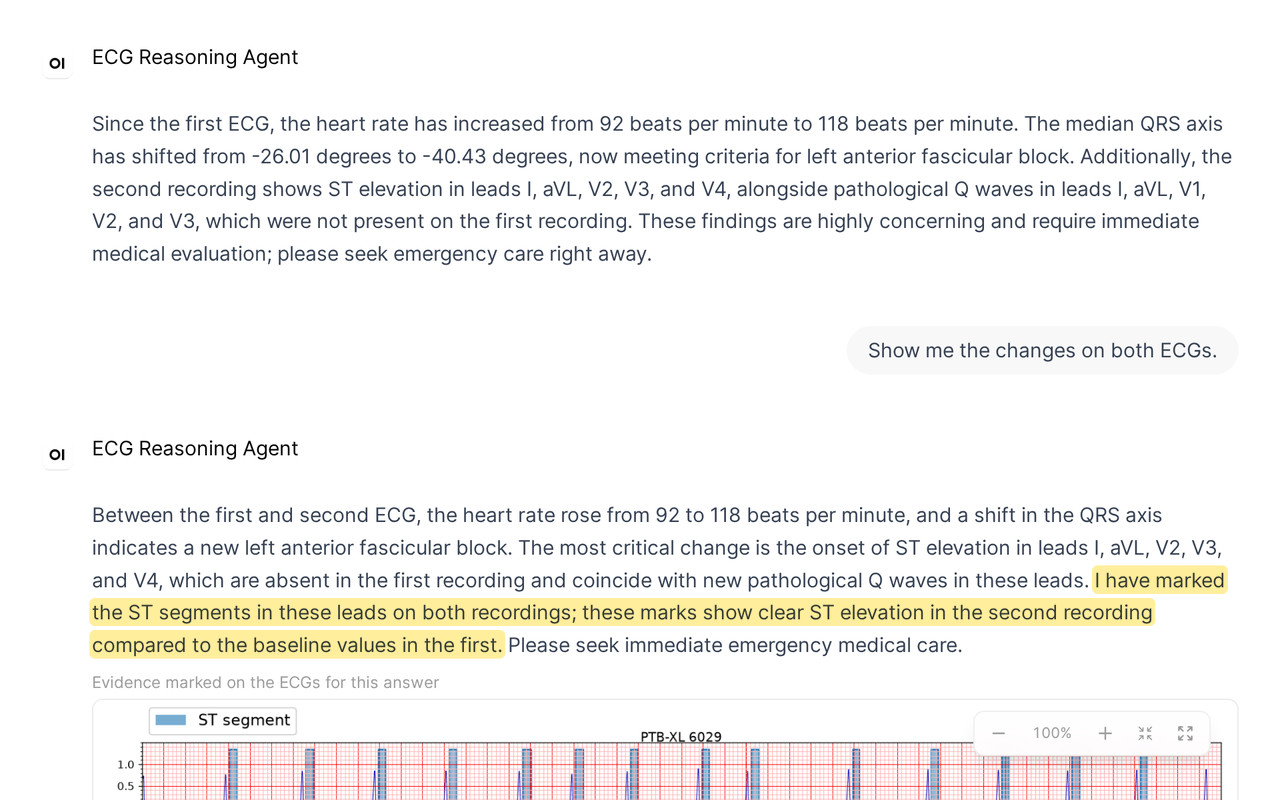 OI
ECG Reasoning Agent
Since the first ECG, the heart rate has increased from 92 beats per minute to 118 beats per minute. The median QRS axis
has shifted from -26.01 degrees to -40.43 degrees, now meeting criteria for left anterior fascicular block. Additionally, the
second recording shows ST elevation in leads I, aVL, V2, V3, and V4, alongside pathological Q waves in leads I, aVL, V1,
V2, and V3, which were not present on the first recording. These findings are highly concerning and require immediate
medical evaluation; please seek emergency care right away.
Show me the changes on both ECGs.
OI
ECG Reasoning Agent
Between the first and second ECG, the heart rate rose from 92 to 118 beats per minute, and a shift in the QRS axis
indicates a new left anterior fascicular block. The most critical change is the onset of ST elevation in leads I, aVL, V2, V3,
and V4, which are absent in the first recording and coincide with new pathological Q waves in these leads. I have marked
the ST segments in these leads on both recordings; these marks show clear ST elevation in the second recording
compared to the baseline values in the first. Please seek immediate emergency medical care.
Evidence marked on the ECGs for this answer
ST segment
PTB-XL 6029
100%
1.0
0.5